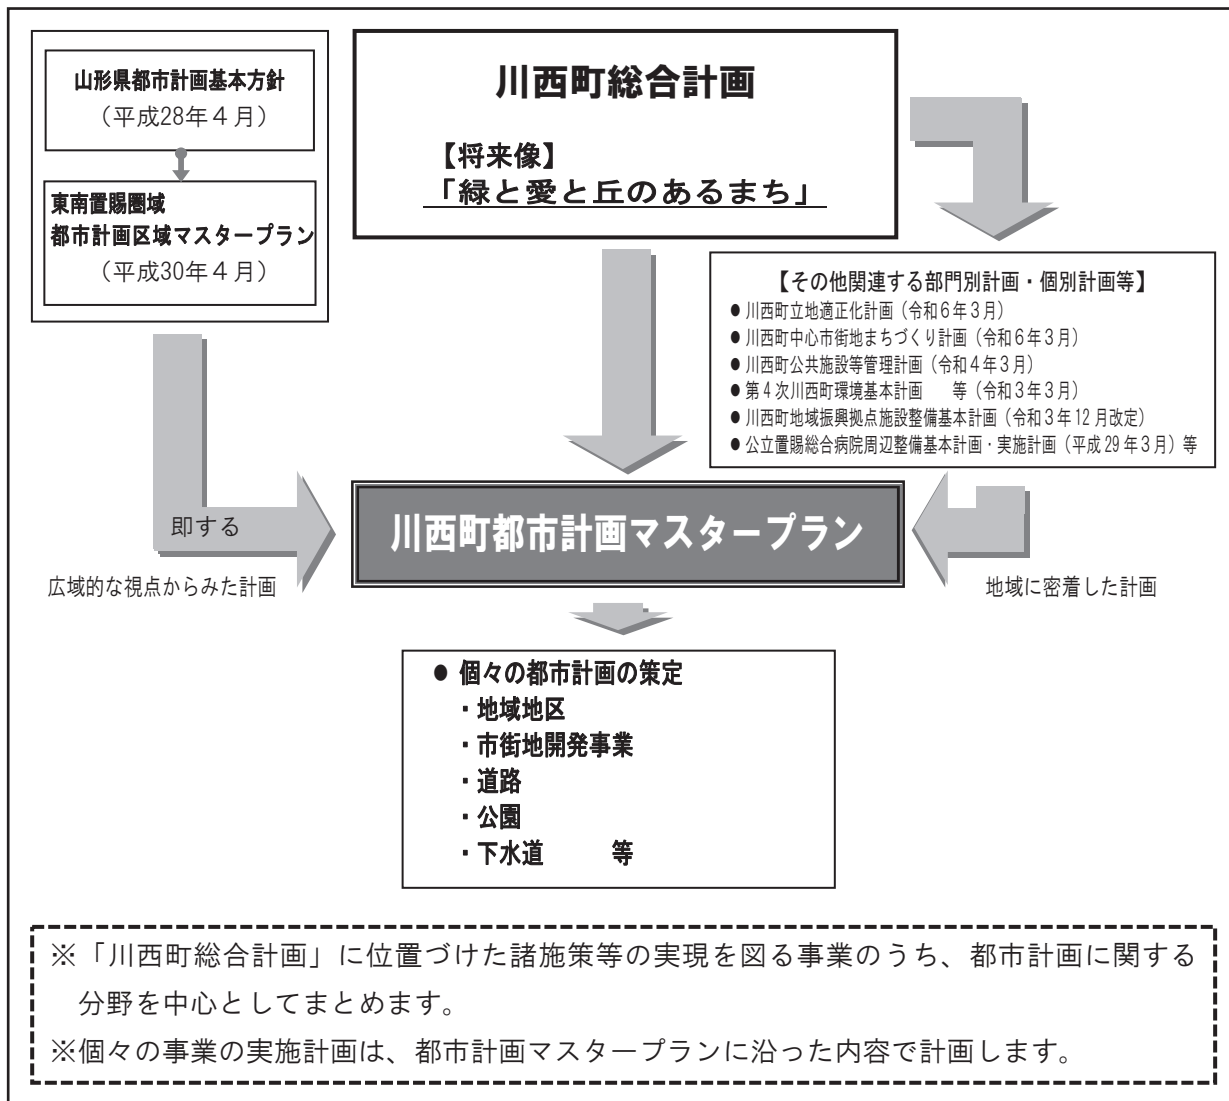 山形県都市計画基本方針
（平成28年４月）
東南置賜圏域
都市計画区域マスタープラン
（平成30年４月）
川西町総合計画
【将来像】
「緑と愛と丘のあるまち」
【その他関連する部門別計画・個別計画等】
● 川西町立地適正化計画（令和６年３月）
● 川西町中心市街地まちづくり計画（令和６年３月）
● 川西町公共施設等管理計画（令和４年３月）
● 第４次川西町環境基本計画　　等（令和３年３月）
● 川西町地域振興拠点施設整備基本計画（令和３年12月改定）
● 公立置賜総合病院周辺整備基本計画・実施計画（平成29年３月）等
即する
広域的な視点からみた計画
川西町都市計画マスタープラン
地域に密着した計画
● 個々の都市計画の策定
・地域地区
・市街地開発事業
・道路
・公園
・下水道　　　等
※「川西町総合計画」に位置づけた諸施策等の実現を図る事業のうち、都市計画に関する
分野を中心としてまとめます。
※個々の事業の実施計画は、都市計画マスタープランに沿った内容で計画します。